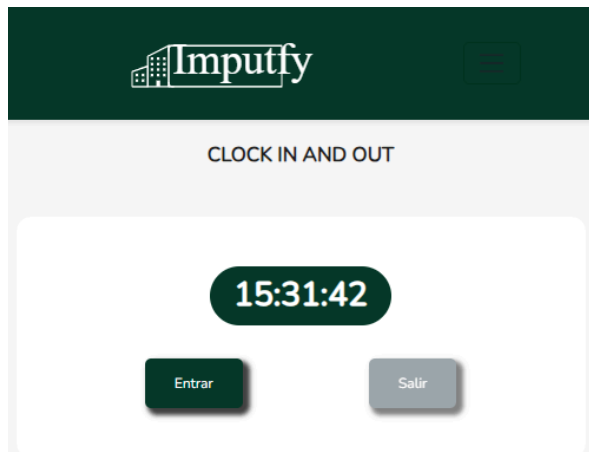 Imputfy
CLOCK IN AND OUT
15:31:42
Entrar
Salir